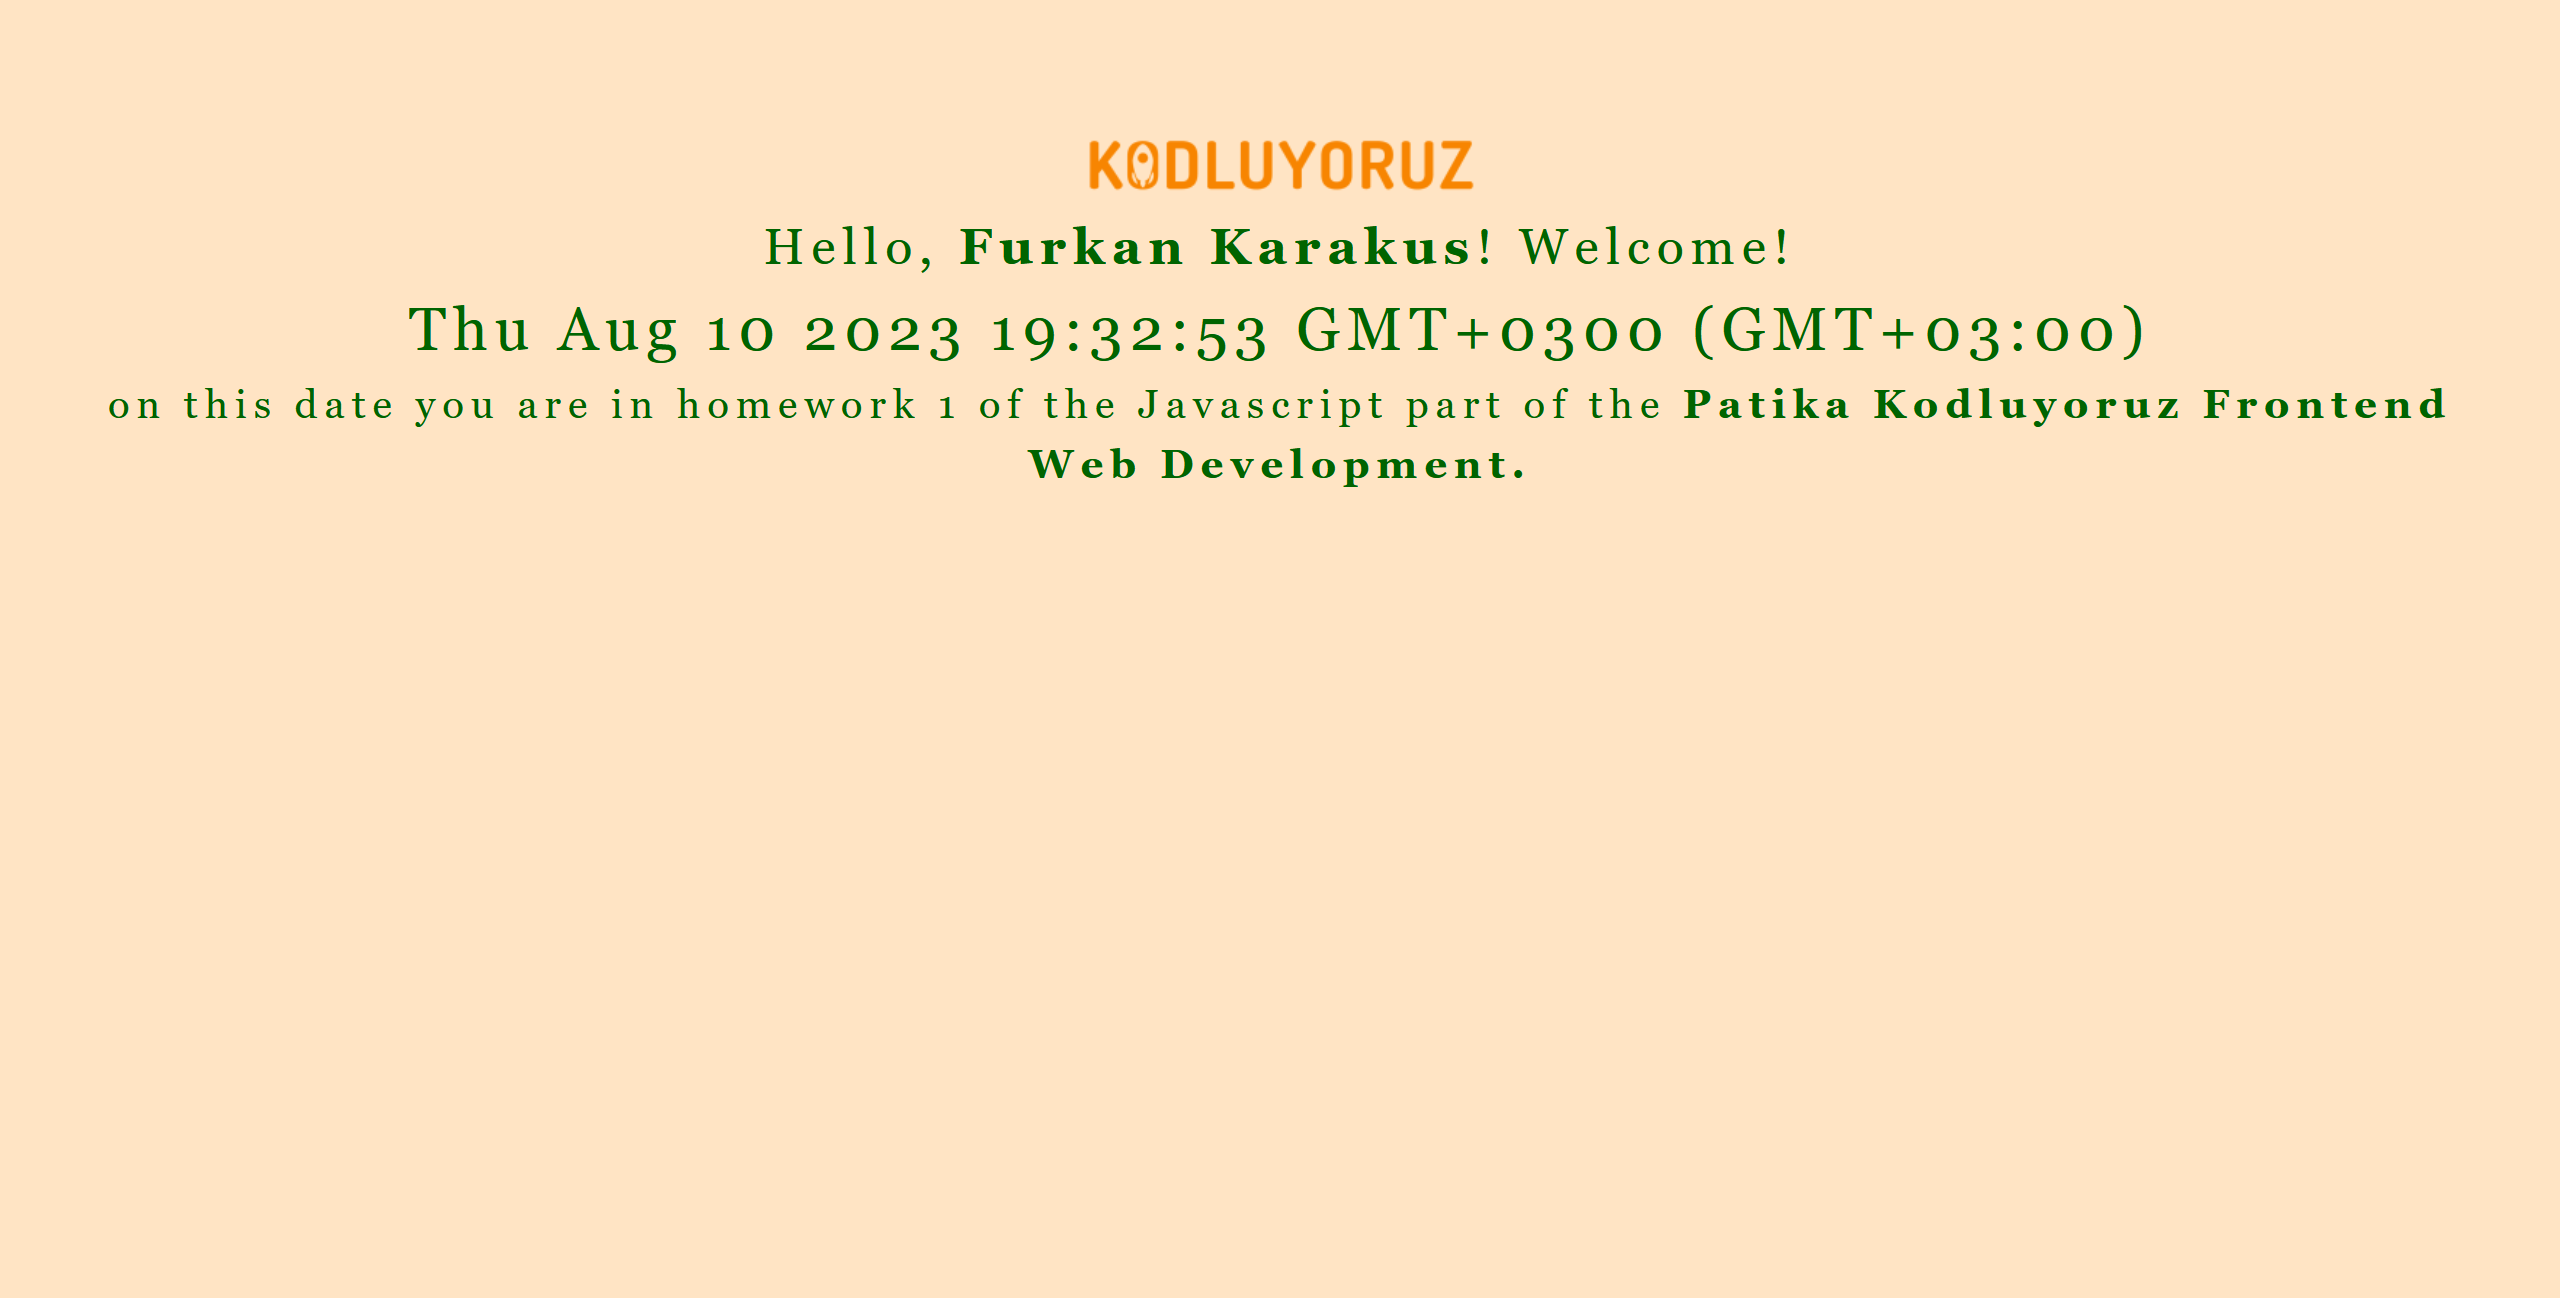 KODLUYORUZ
Hello, Furkan Karakus! Welcome!
Thu Aug 10 2023 19:32:53 GMT+0300 (GMT+03:00)
on this date you are in homework 1 of the Javascript part of the Patika Kodluyoruz Frontend
Web Development.